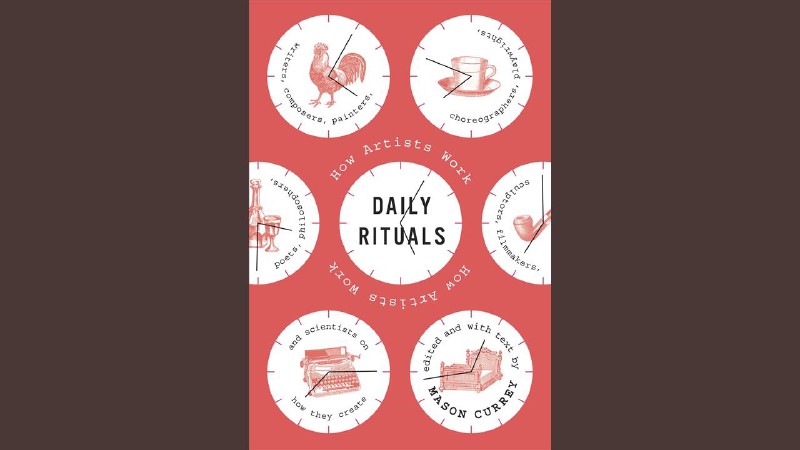 writers, composers, painters,
choreographers, playwrights,
How Artists Work
poets, philosophers,
DAILY
RITUALS
sculptors, filmmakers,
How Artists Work
and scientists on
how they create
edited and with text by
MASON CURREY